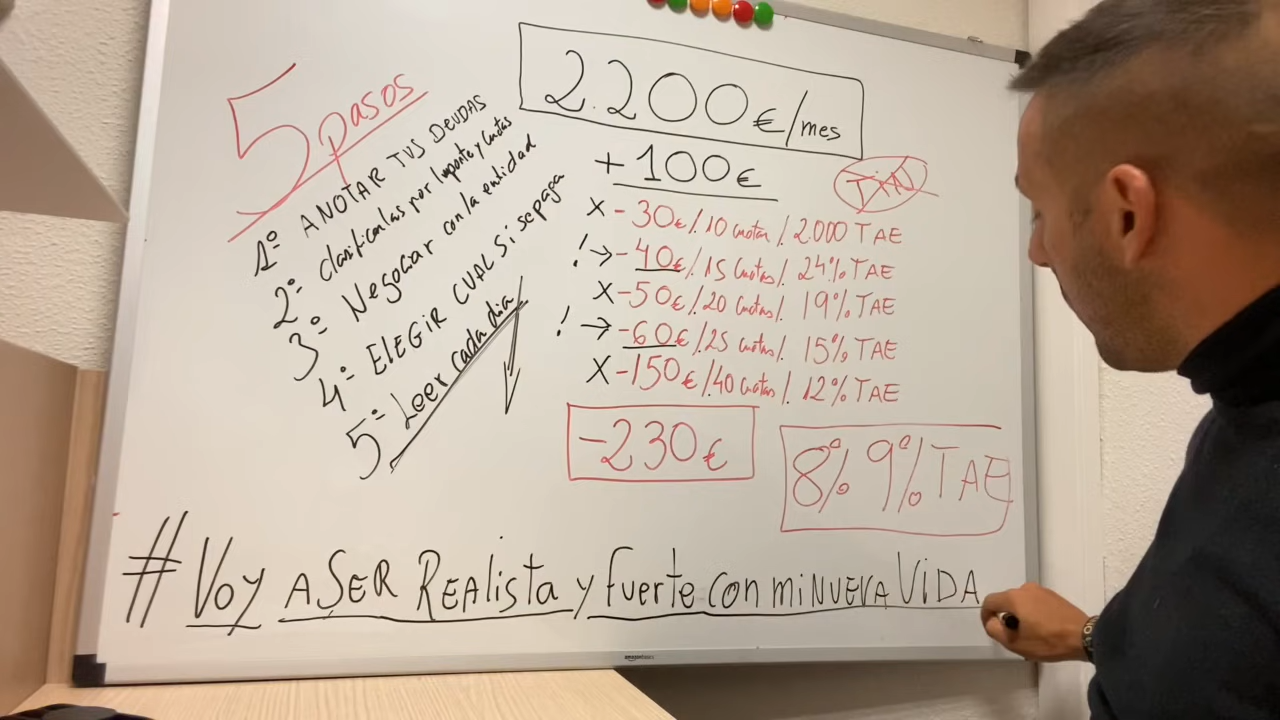 5 pasos
1º ANOTAR TUS DEUDAS
2º clasificarlas por Importe y Cuotas
3º Negociar con la entidad
4º ELEGIR CUAL SI se paga
5º Leer cada dia
2.200€/mes
+100€
TIN
X -30€/10 cuotas/2.000 TAE
!→ -40€/15 cuotas/24% TAE
X -50€/20 cuotas/19% TAE
!→ -60€/25 cuotas/15% TAE
X -150€/40 cuotas/12% TAE
-230€
8% 9% TAE
# Voy A SER REAlista y fuerte con mi NUEVA ViDA